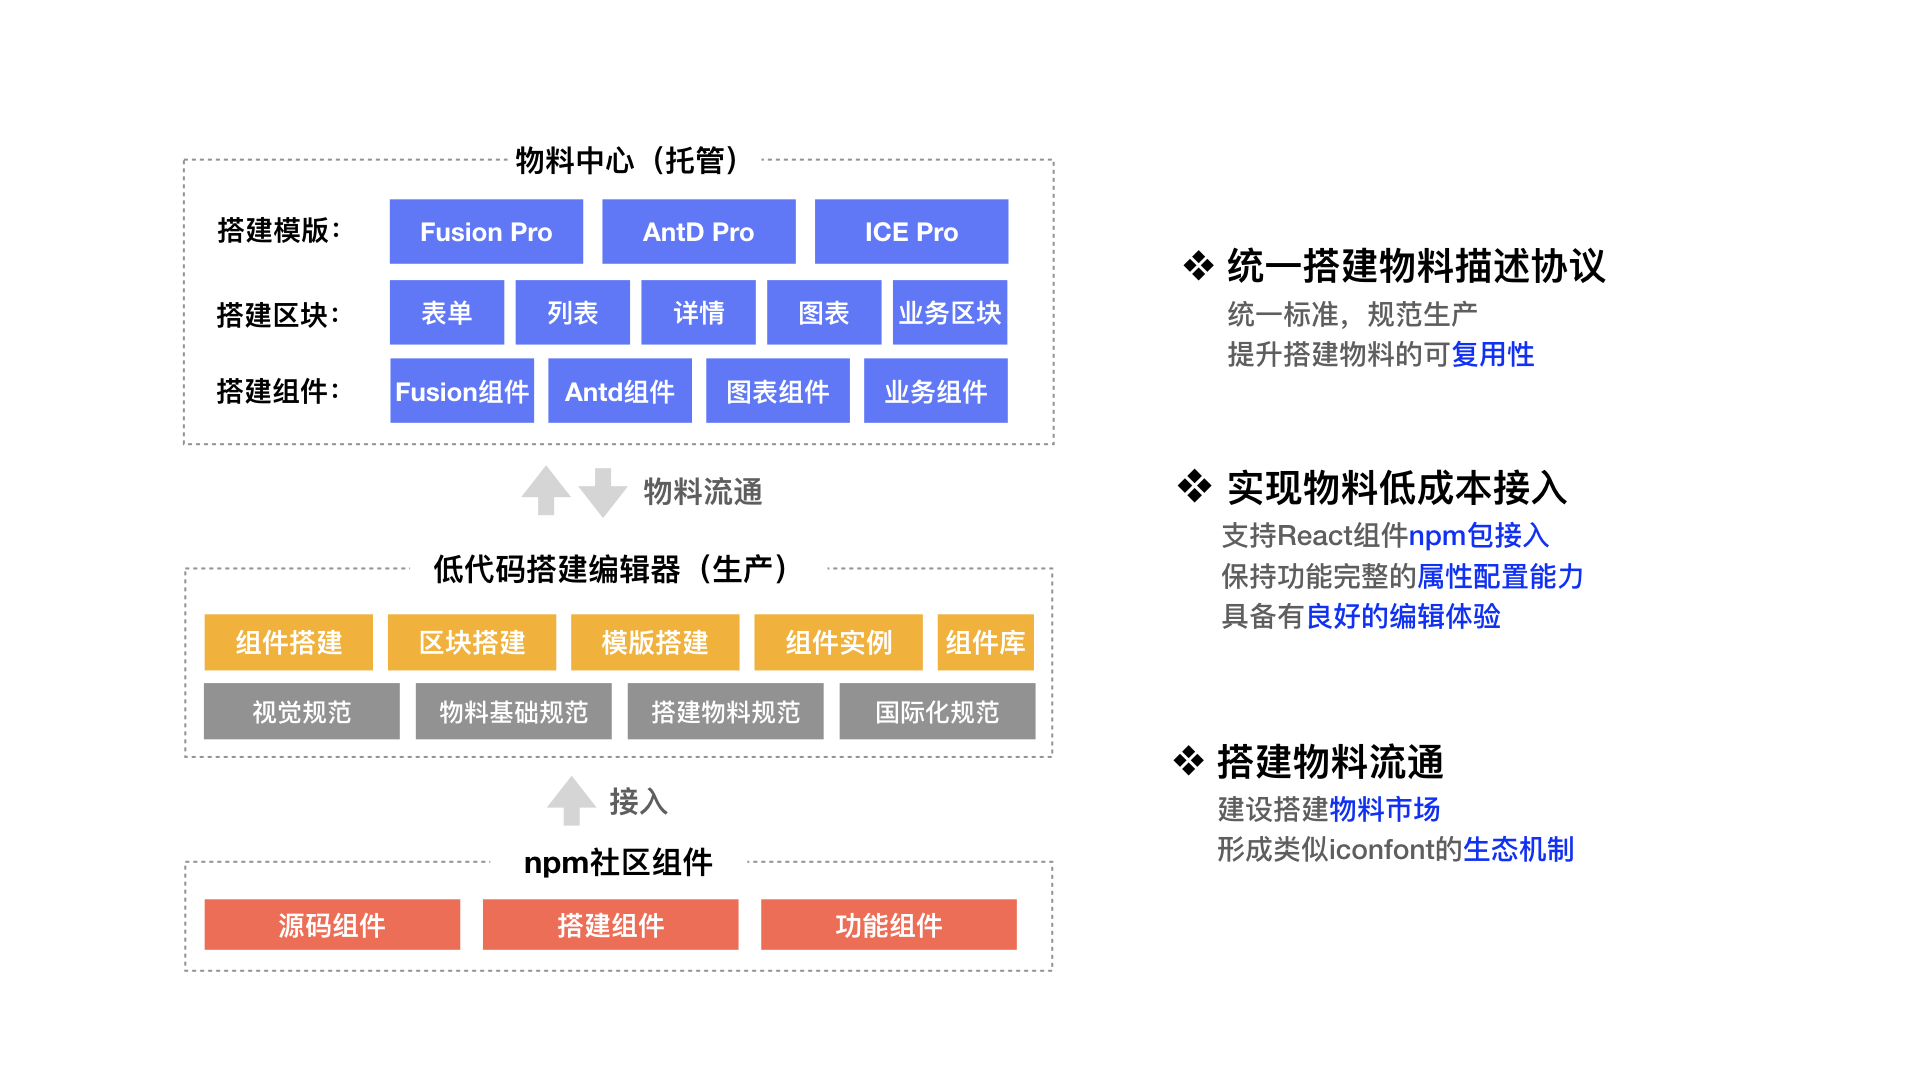 物料中心（托管）
搭建模版：
Fusion Pro
AntD Pro
ICE Pro
搭建区块：
表单
列表
详情
图表
业务区块
搭建组件：
Fusion组件
Antd组件
图表组件
业务组件
物料流通
低代码搭建编辑器（生产）
组件搭建
区块搭建
模版搭建
组件实例
组件库
视觉规范
物料基础规范
搭建物料规范
国际化规范
接入
npm社区组件
源码组件
搭建组件
功能组件
❖ 统一搭建物料描述协议
统一标准，规范生产
提升搭建物料的可复用性
❖ 实现物料低成本接入
支持React组件npm包接入
保持功能完整的属性配置能力
具备有良好的编辑体验
❖ 搭建物料流通
建设搭建物料市场
形成类似iconfont的生态机制